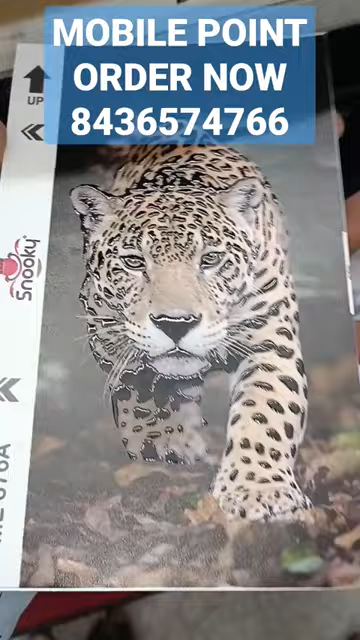 MOBILE POINT
ORDER NOW
8436574766
UP
Snooky